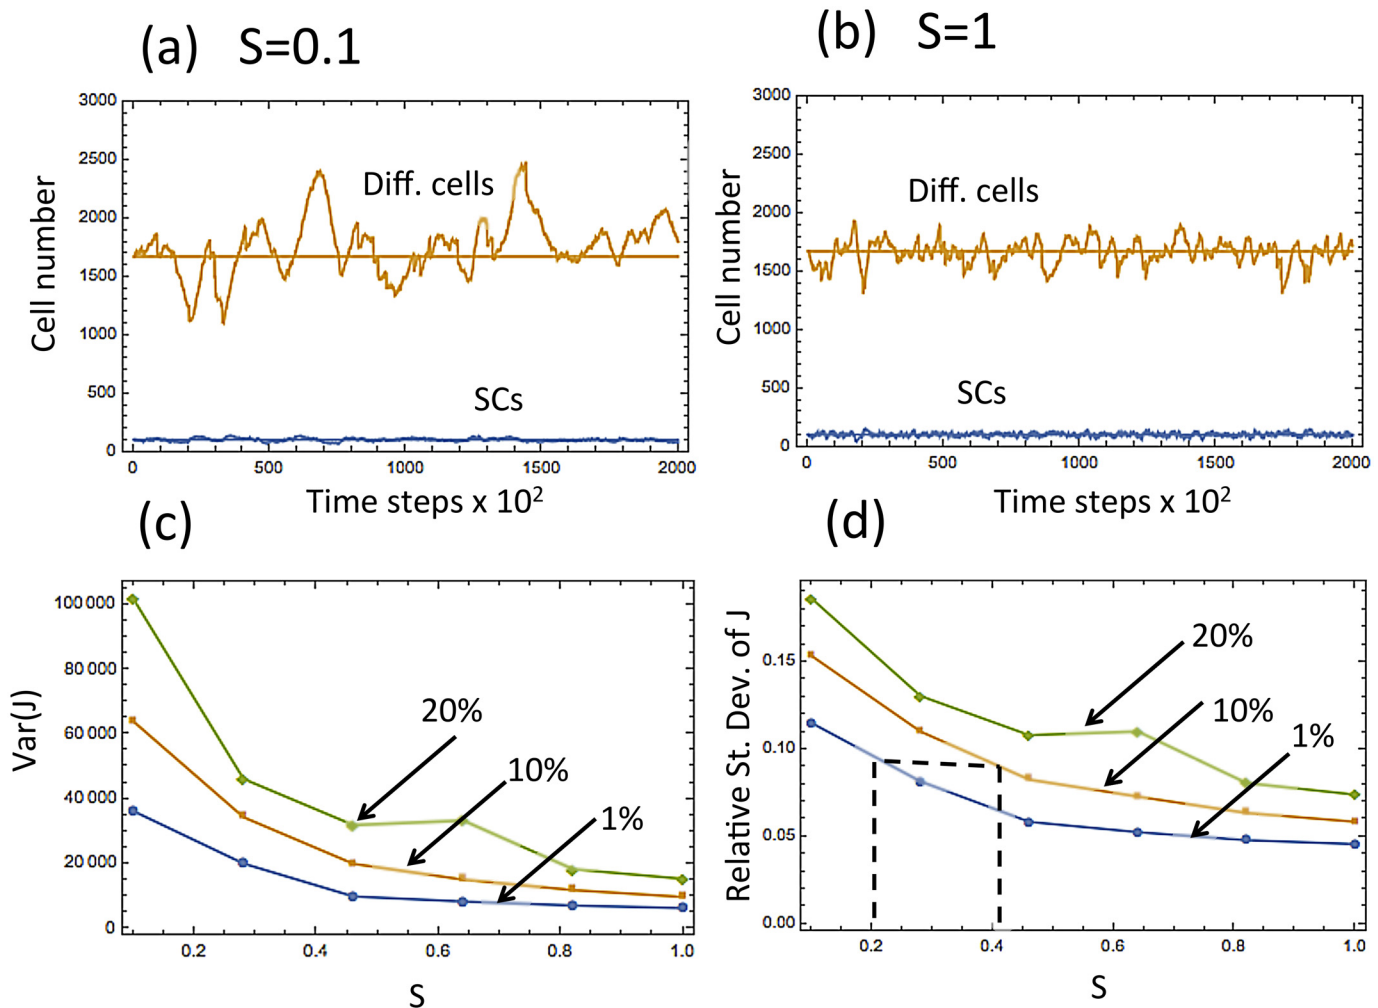 (a) S=0.1
(b) S=1
3000
2500
2000
1500
1000
500
0
Cell number
Diff. cells
SCs
0 500 1000 1500 2000
Time steps x 10²
3000
2500
2000
1500
1000
500
0
Cell number
Diff. cells
SCs
0 500 1000 1500 2000
Time steps x 10²
(c)
100 000
80 000
60 000
40 000
20 000
0
Var(J)
20%
10%
1%
0.2 0.4 0.6 0.8 1.0
S
(d)
0.15
0.10
0.05
0.00
Relative St. Dev. of J
20%
10%
1%
0.2 0.4 0.6 0.8 1.0
S